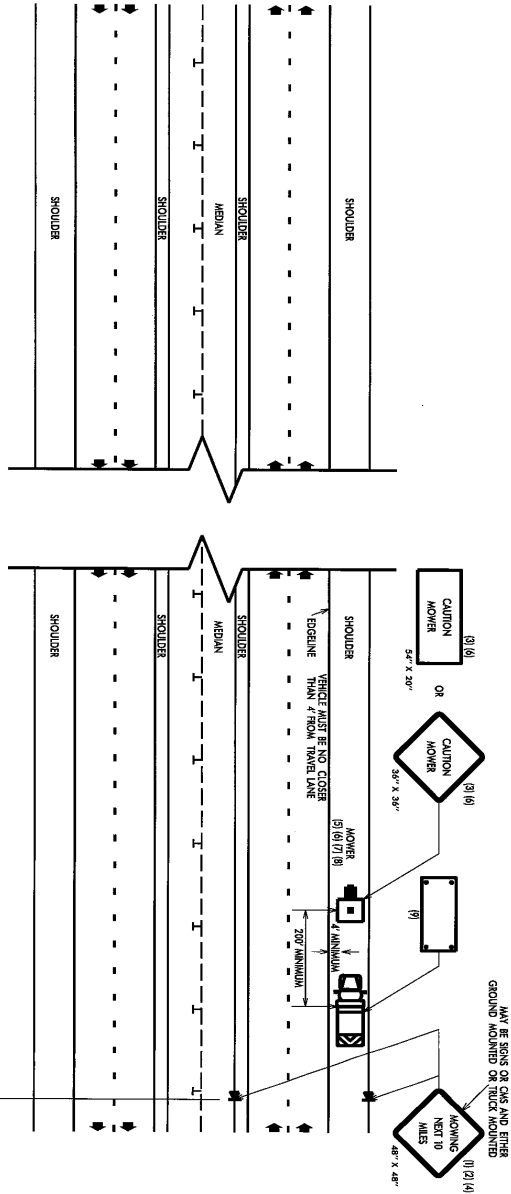 MAY BE SIGNS OR CMS AND EITHER
GROUND MOUNTED OR TRUCK MOUNTED
(3) (6)
CAUTION
MOWER
54" X 20"
OR
(3) (6)
CAUTION
MOWER
36" X 36"
(9)
(1) (2) (4)
MOWING
NEXT 10
MILES
48" X 48"
SHOULDER
SHOULDER
EDGELINE
VEHICLE MUST BE NO CLOSER
THAN 4' FROM TRAVEL LANE
MOWER
(5) (6) (7) (8)
4' MINIMUM
200' MINIMUM
SHOULDER
SHOULDER
MEDIAN
MEDIAN
SHOULDER
SHOULDER
SHOULDER
SHOULDER